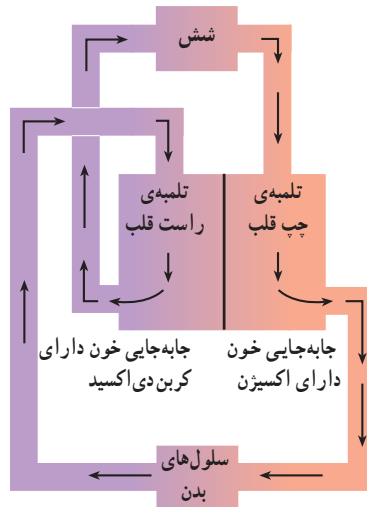 شش
تلمبه‌ی
چپ قلب
تلمبه‌ی
راست قلب
جابه‌جایی خون
دارای اکسیژن
جابه‌جایی خون دارای
کربن‌دی‌اکسید
سلول‌های
بدن